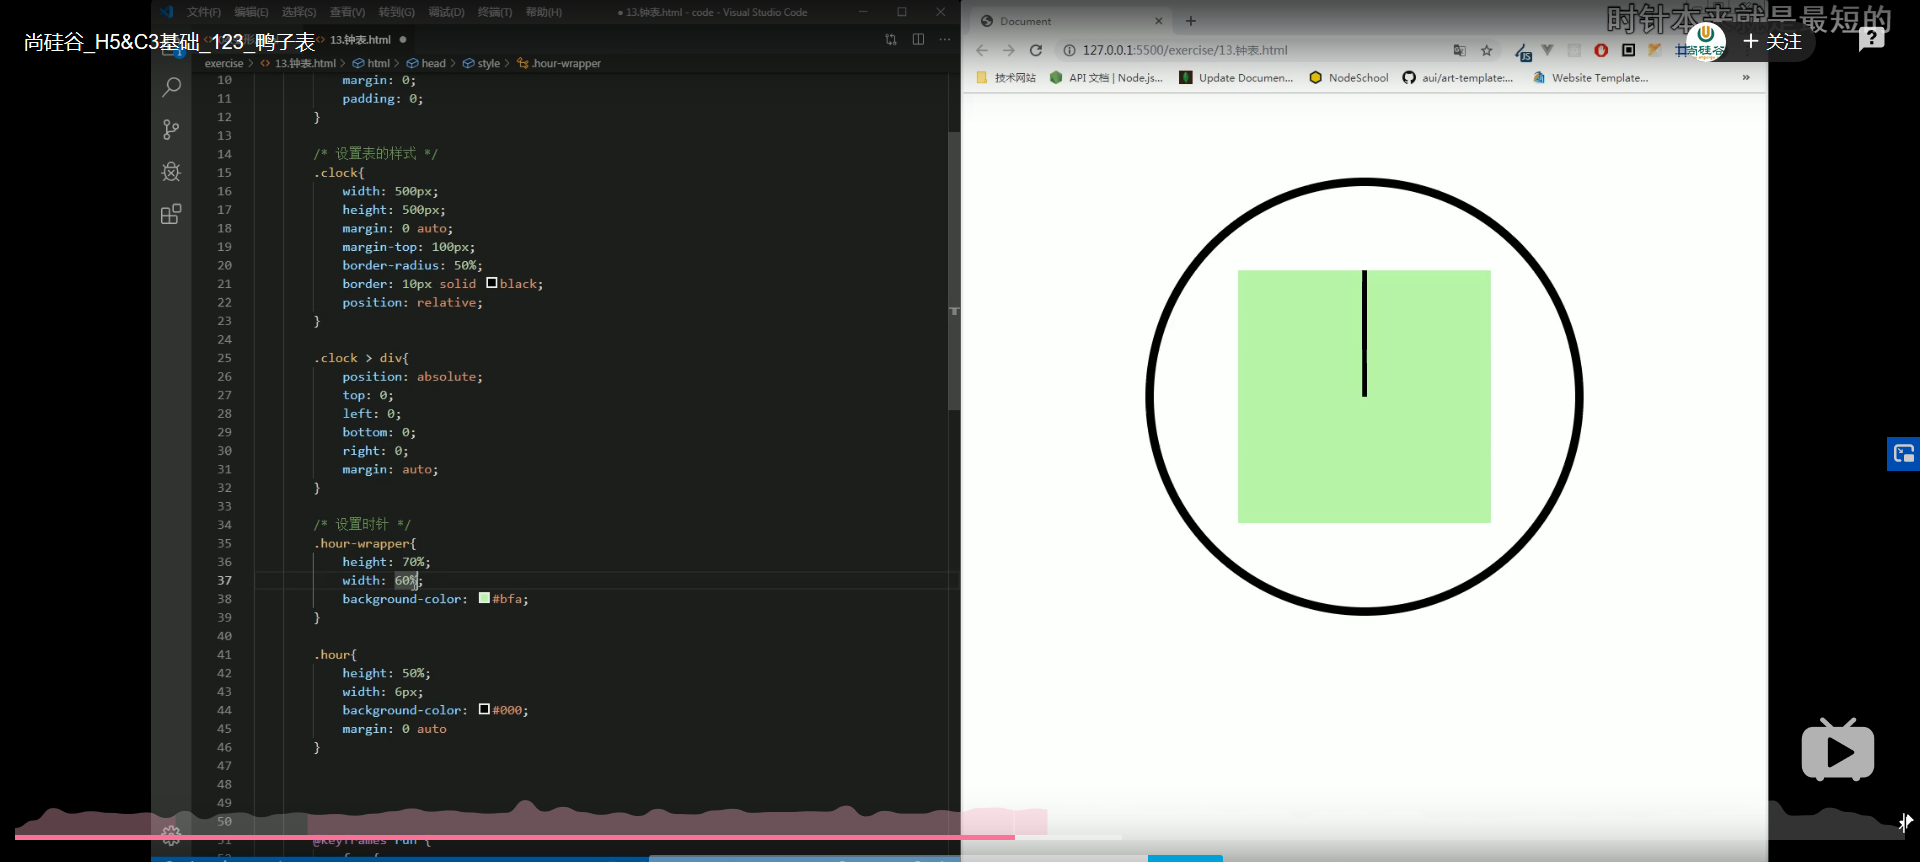 文件(F) 编辑(E) 选择(S) 查看(V) 转到(G) 调试(D) 终端(T) 帮助(H)
● 13.钟表.html - code - Visual Studio Code
尚硅谷_H5&C3基础_123_鸭子表
13.钟表.html ●
exercise > 13.钟表.html > html > head > style > .hour-wrapper
10 margin: 0;
11 padding: 0;
12 }
13
14 /* 设置表的样式 */
15 .clock{
16 width: 500px;
17 height: 500px;
18 margin: 0 auto;
19 margin-top: 100px;
20 border-radius: 50%;
21 border: 10px solid black;
22 position: relative;
23 }
24
25 .clock > div{
26 position: absolute;
27 top: 0;
28 left: 0;
29 bottom: 0;
30 right: 0;
31 margin: auto;
32 }
33
34 /* 设置时针 */
35 .hour-wrapper{
36 height: 70%;
37 width: 60%;
38 background-color: #bfa;
39 }
40
41 .hour{
42 height: 50%;
43 width: 6px;
44 background-color: #000;
45 margin: 0 auto
46 }
47
48
49
50
51 @keyframes run {
Document
时针本来就是最短的
127.0.0.1:5500/exercise/13.钟表.html
尚硅谷
+ 关注
技术网站 API 文档 | Node.js... Update Documen... NodeSchool aui/art-template:... Website Template... »